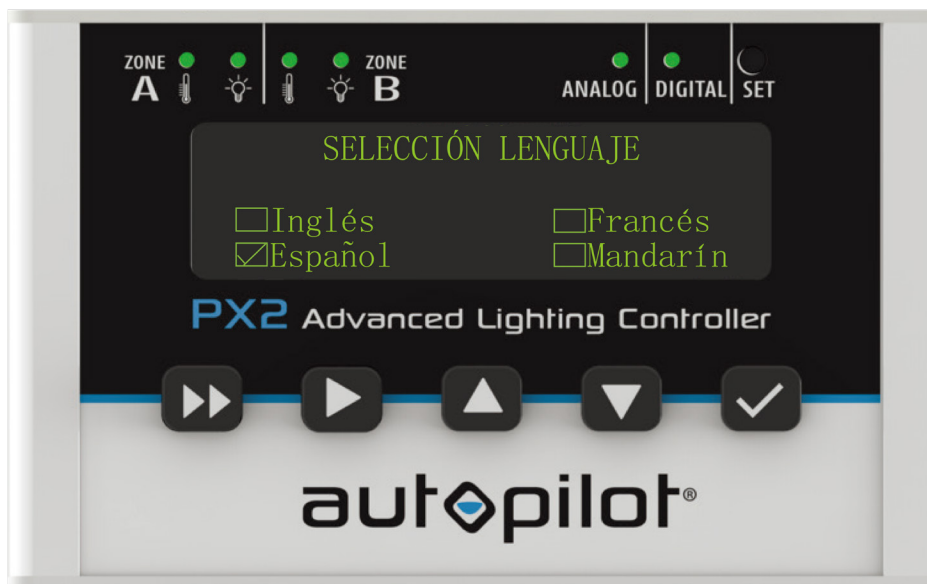 ZONE
A
ZONE
B
ANALOG DIGITAL SET
SELECCIÓN LENGUAJE
Inglés Francés
Español Mandarín
PX2 Advanced Lighting Controller
autopilot®